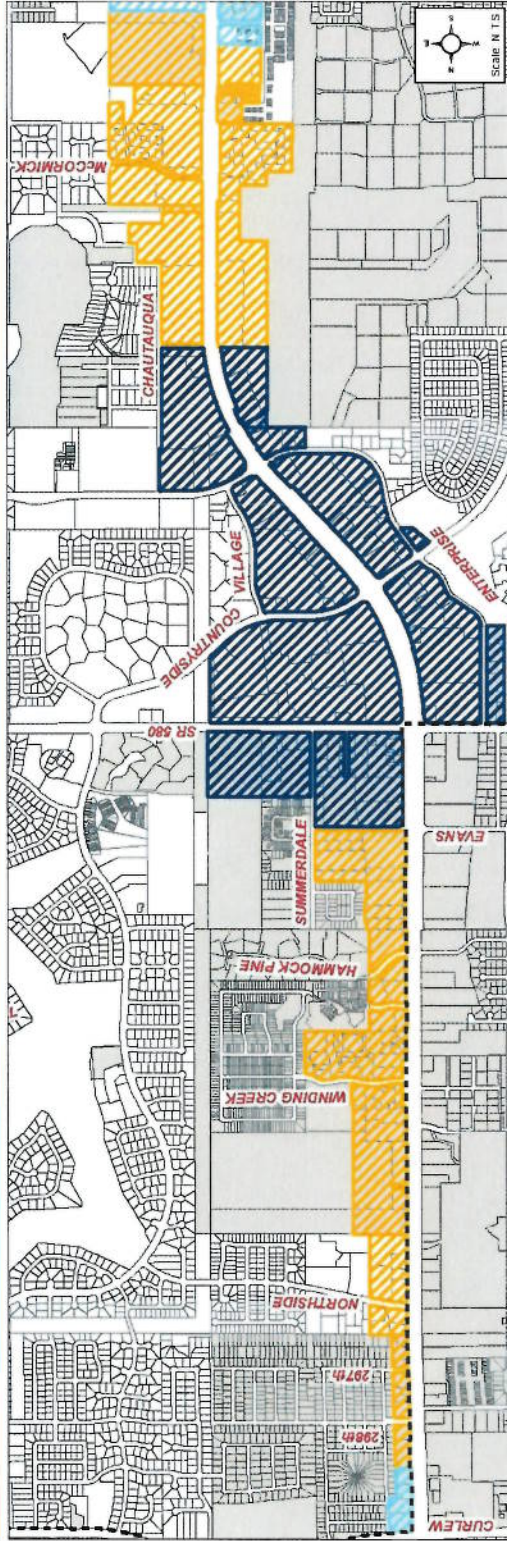 S
E
W
N
Scale N T S
McCORMICK
CHAUTAUQUA
VILLAGE
COUNTRYSIDE
ENTERPRISE
SR 580
EVANS
SUMMERDALE
HAMMOCK PINE
WINDING CREEK
NORTHSIDE
297th
298th
CURLEW